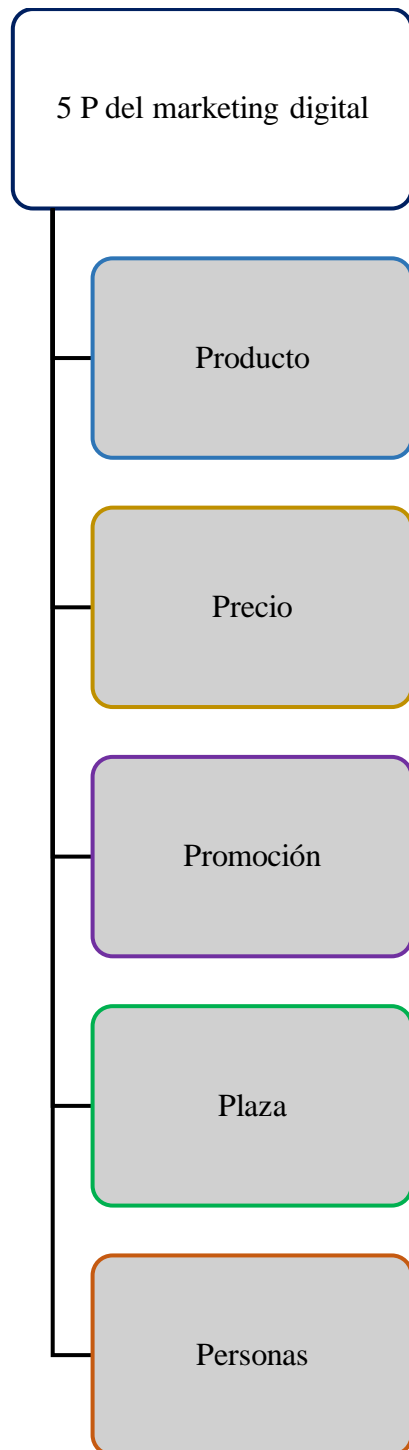 5 P del marketing digital
Producto
Precio
Promoción
Plaza
Personas